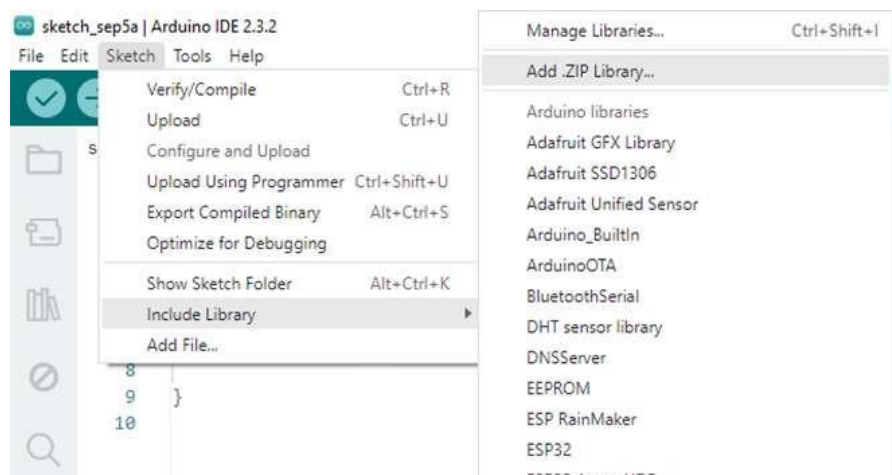 sketch_sep5a | Arduino IDE 2.3.2
File Edit Sketch Tools Help
Verify/Compile Ctrl+R
Upload Ctrl+U
Configure and Upload
Upload Using Programmer Ctrl+Shift+U
Export Compiled Binary Alt+Ctrl+S
Optimize for Debugging
Show Sketch Folder Alt+Ctrl+K
Include Library
Add File...
s
8
9 }
10
Manage Libraries... Ctrl+Shift+I
Add .ZIP Library...
Arduino libraries
Adafruit GFX Library
Adafruit SSD1306
Adafruit Unified Sensor
Arduino_BuiltIn
ArduinoOTA
BluetoothSerial
DHT sensor library
DNSServer
EEPROM
ESP RainMaker
ESP32